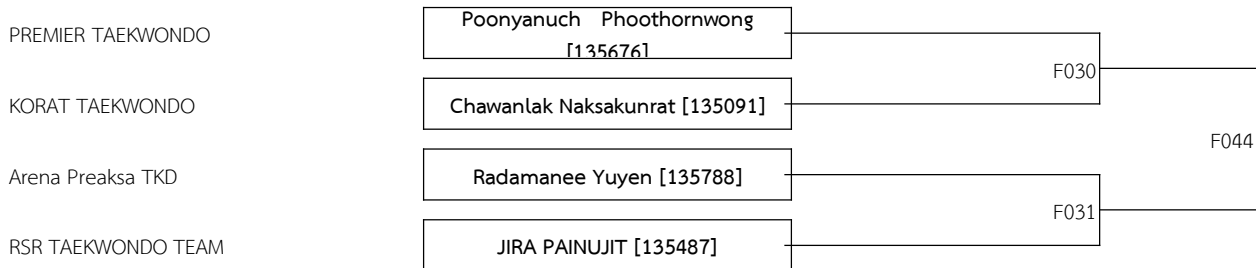 PREMIER TAEKWONDO
Poonyanuch Phoothornwong
[135676]
F030
KORAT TAEKWONDO
Chawanlak Naksakunrat [135091]
F044
Arena Preaksa TKD
Radamanee Yuyen [135788]
F031
RSR TAEKWONDO TEAM
JIRA PAINUJIT [135487]